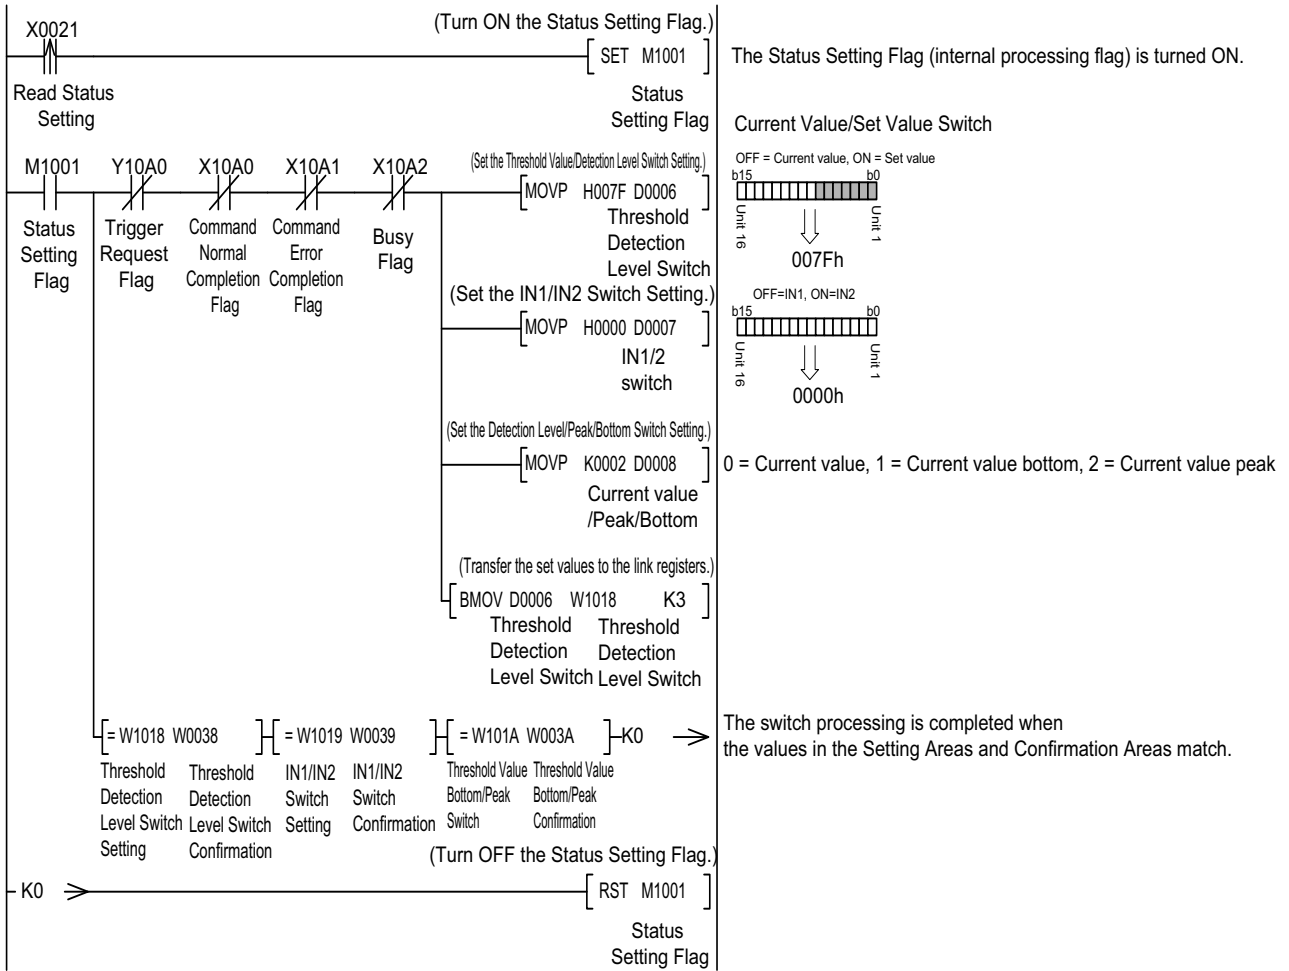 (Turn ON the Status Setting Flag.)
X0021
SET M1001
The Status Setting Flag (internal processing flag) is turned ON.
Read Status
Setting
Status
Setting Flag
Current Value/Set Value Switch
M1001 Y10A0 X10A0 X10A1 X10A2
(Set the Threshold Value/Detection Level Switch Setting.)
OFF = Current value, ON = Set value
b15 b0
MOVP H007F D0006
Status
Setting
Flag
Trigger
Request
Flag
Command
Normal
Completion
Flag
Command
Error
Completion
Flag
Busy
Flag
Threshold
Detection
Level Switch
Unit 16
Unit 1
007Fh
(Set the IN1/IN2 Switch Setting.)
OFF=IN1, ON=IN2
b15 b0
MOVP H0000 D0007
IN1/2
switch
Unit 16
Unit 1
0000h
(Set the Detection Level/Peak/Bottom Switch Setting.)
MOVP K0002 D0008
0 = Current value, 1 = Current value bottom, 2 = Current value peak
Current value
/Peak/Bottom
(Transfer the set values to the link registers.)
BMOV D0006 W1018 K3
Threshold
Detection
Level Switch
Threshold
Detection
Level Switch
= W1018 W0038
= W1019 W0039
= W101A W003A
K0
The switch processing is completed when
the values in the Setting Areas and Confirmation Areas match.
Threshold
Detection
Level Switch
Setting
Threshold
Detection
Level Switch
Confirmation
IN1/IN2
Switch
Setting
IN1/IN2
Switch
Confirmation
Threshold Value
Bottom/Peak
Switch
Threshold Value
Bottom/Peak
Confirmation
(Turn OFF the Status Setting Flag.)
K0
RST M1001
Status
Setting Flag